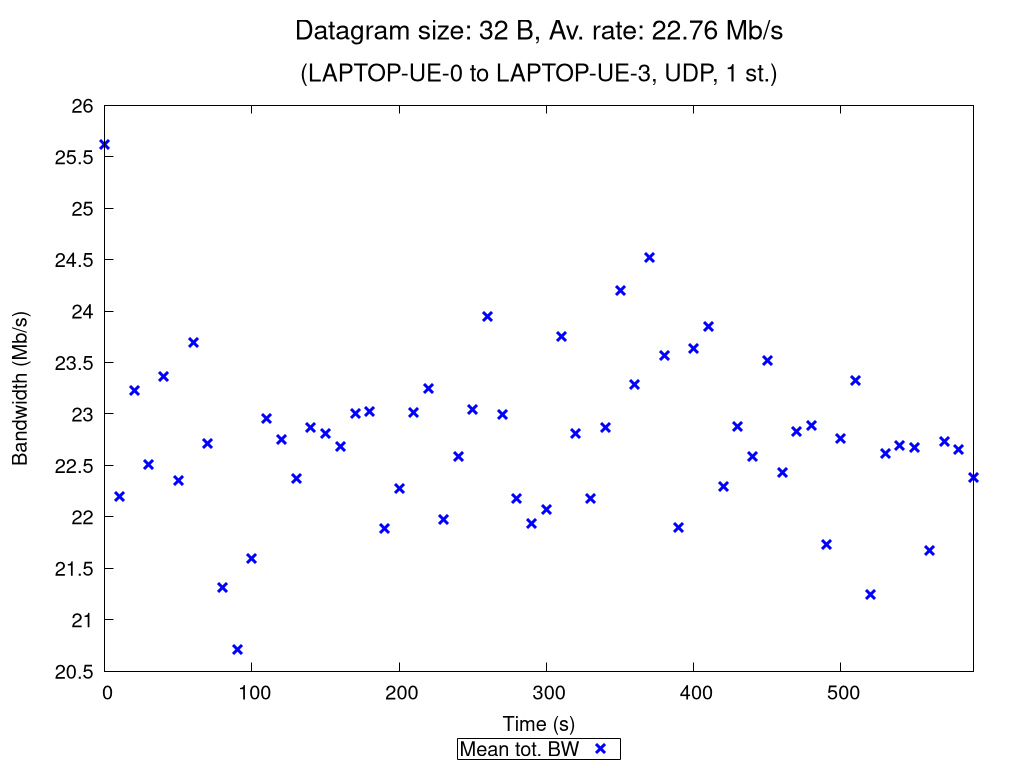 Datagram size: 32 B, Av. rate: 22.76 Mb/s
(LAPTOP-UE-0 to LAPTOP-UE-3, UDP, 1 st.)
26
25.5
25
24.5
24
23.5
23
22.5
22
21.5
21
20.5
Bandwidth (Mb/s)
0 100 200 300 400 500
Time (s)
Mean tot. BW